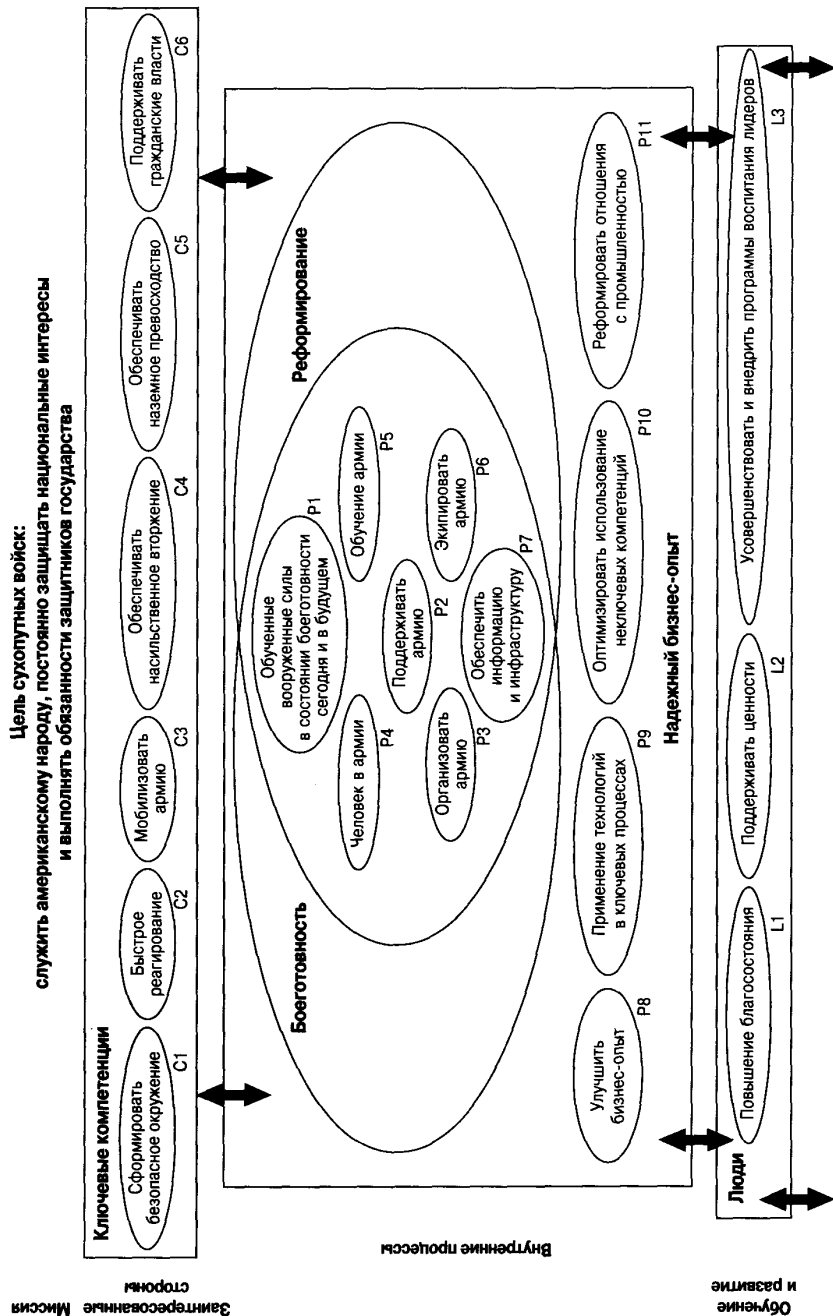 Цель сухопутных войск:
служить американскому народу, постоянно защищать национальные интересы
и выполнять обязанности защитников государства
Миссия
Заинтересованные
стороны
Ключевые компетенции
Сформировать
безопасное окружение
C1
Быстрое
реагирование
C2
Мобилизовать
армию
C3
Обеспечивать
насильственное вторжение
C4
Обеспечивать
наземное превосходство
C5
Поддерживать
гражданские власти
C6
Внутренние процессы
Боеготовность
Реформирование
Обученные
вооруженные силы
в состоянии боеготовности
сегодня и в будущем
P1
Человек в армии
P4
Обучение армии
P5
Поддерживать
армию
P2
Организовать
армию
P3
Экипировать
армию
P6
Обеспечить
информацию
и инфраструктуру
P7
Надежный бизнес-опыт
Улучшить
бизнес-опыт
P8
Применение технологий
в ключевых процессах
P9
Оптимизировать использование
неключевых компетенций
P10
Реформировать отношения
с промышленностью
P11
Обучение
и развитие
Люди
Повышение благосостояния
L1
Поддерживать ценности
L2
Усовершенствовать и внедрить программы воспитания лидеров
L3